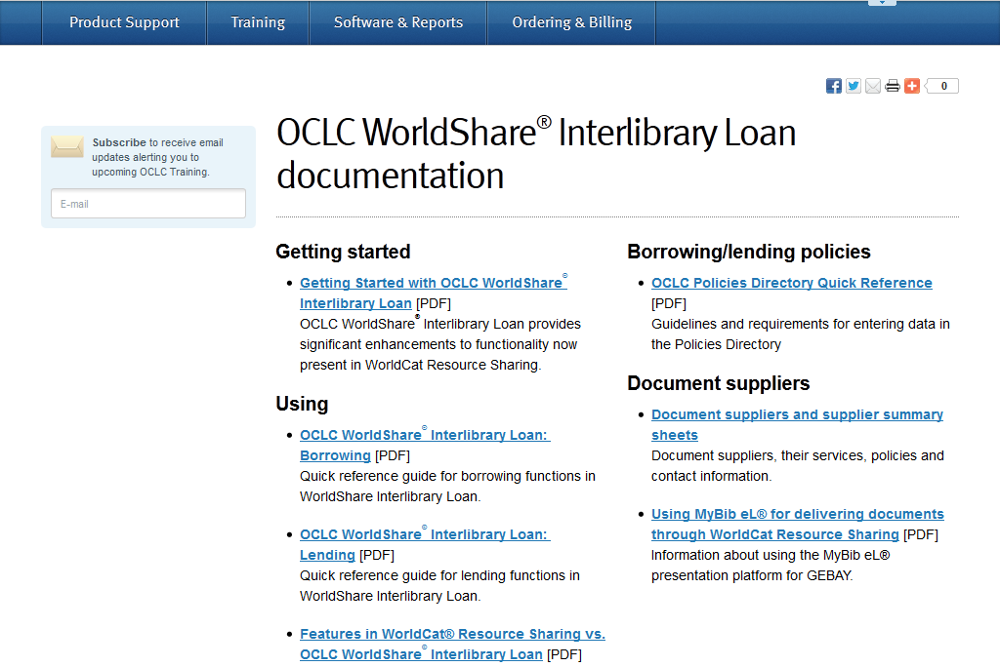 Product Support
Training
Software & Reports
Ordering & Billing
0
Subscribe to receive email
updates alerting you to
upcoming OCLC Training.
E-mail
OCLC WorldShare® Interlibrary Loan
documentation
Getting started
Getting Started with OCLC WorldShare®
Interlibrary Loan [PDF]
OCLC WorldShare® Interlibrary Loan provides
significant enhancements to functionality now
present in WorldCat Resource Sharing.
Using
OCLC WorldShare® Interlibrary Loan:
Borrowing [PDF]
Quick reference guide for borrowing functions in
WorldShare Interlibrary Loan.
OCLC WorldShare® Interlibrary Loan:
Lending [PDF]
Quick reference guide for lending functions in
WorldShare Interlibrary Loan.
Features in WorldCat® Resource Sharing vs.
OCLC WorldShare® Interlibrary Loan [PDF]
Borrowing/lending policies
OCLC Policies Directory Quick Reference
[PDF]
Guidelines and requirements for entering data in
the Policies Directory
Document suppliers
Document suppliers and supplier summary
sheets
Document suppliers, their services, policies and
contact information.
Using MyBib eL® for delivering documents
through WorldCat Resource Sharing [PDF]
Information about using the MyBib eL®
presentation platform for GEBAY.